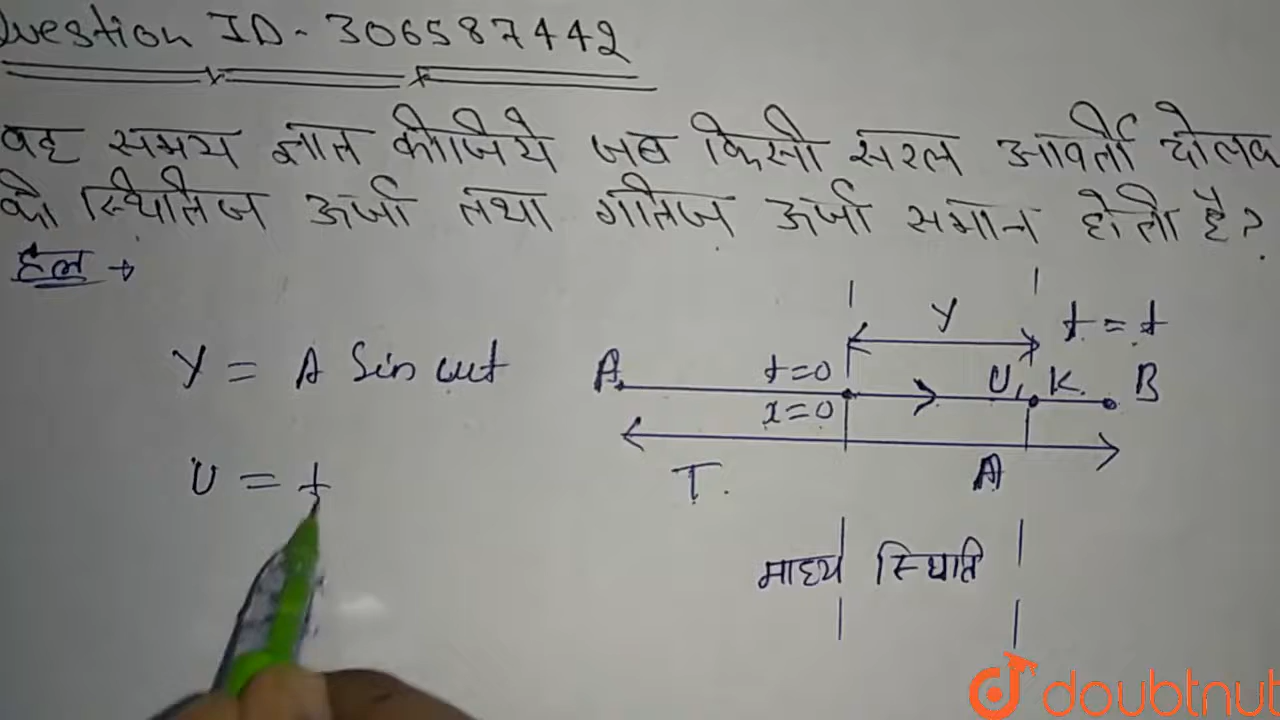 Question ID - 306587442
वह समय ज्ञात कीजिये जब किसी सरल आवर्ती दोलक
की स्थितिज ऊर्जा तथा गतिज ऊर्जा समान होती है?
हल →
y
t = t
y = A Sin ωt
A
t=0
U, K
B
x=0
U = 1
T
A
माध्य स्थिति
doubtnut